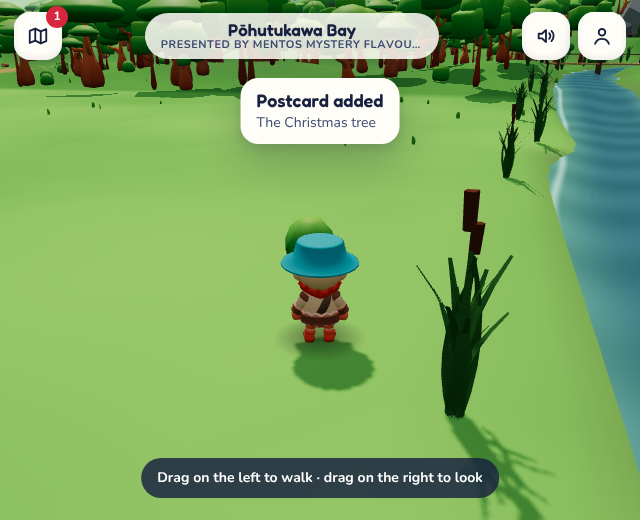 1
Pōhutukawa Bay
PRESENTED BY MENTOS MYSTERY FLAVOU...
Postcard added
The Christmas tree
Drag on the left to walk · drag on the right to look